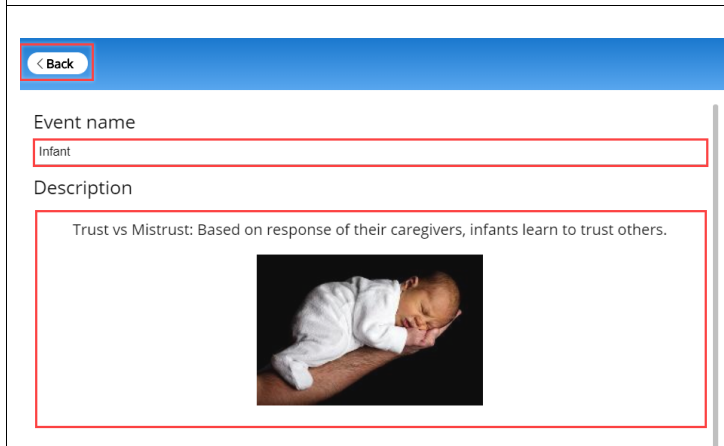 < Back
Event name
Infant
Description
Trust vs Mistrust: Based on response of their caregivers, infants learn to trust others.